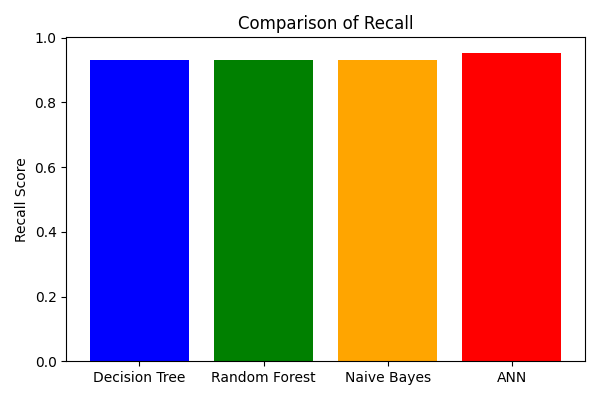 Comparison of Recall
1.0
0.8
0.6
0.4
0.2
0.0
Recall Score
Decision Tree
Random Forest
Naive Bayes
ANN